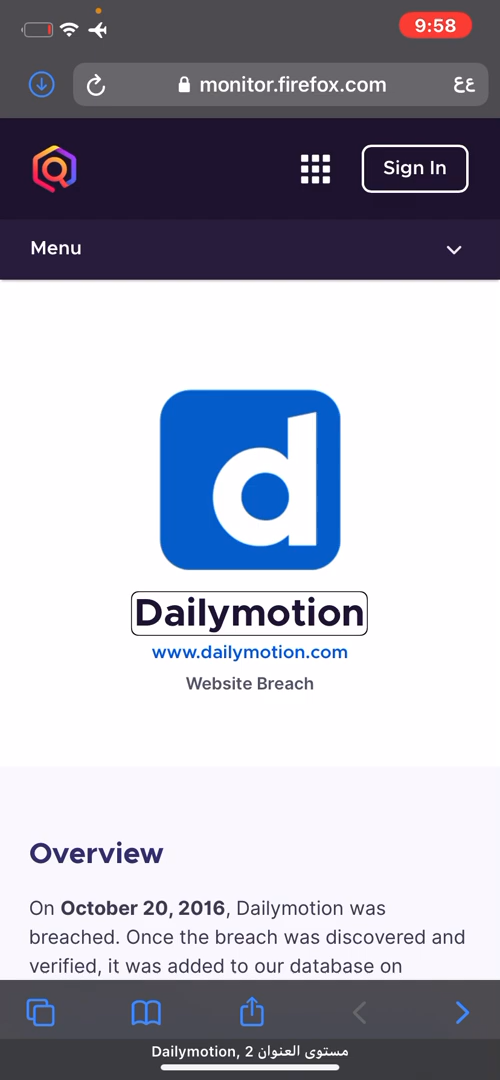 9:58
monitor.firefox.com
عع
Sign In
Menu
d
Dailymotion
www.dailymotion.com
Website Breach
Overview
On October 20, 2016, Dailymotion was
breached. Once the breach was discovered and
verified, it was added to our database on
Dailymotion, 2 مستوى العنوان